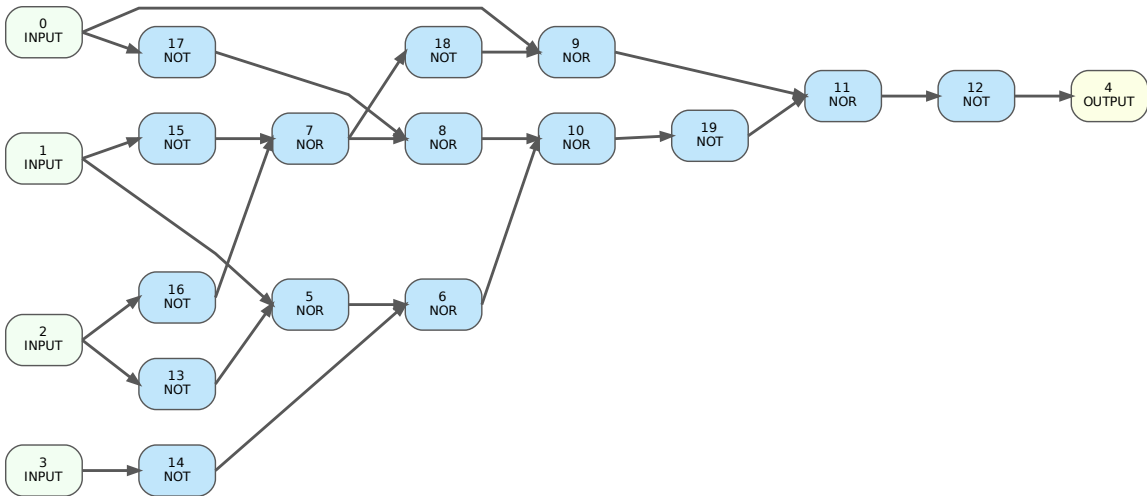 0
INPUT
17
NOT
18
NOT
9
NOR
11
NOR
12
NOT
4
OUTPUT
1
INPUT
15
NOT
7
NOR
8
NOR
10
NOR
19
NOT
16
NOT
5
NOR
6
NOR
2
INPUT
13
NOT
3
INPUT
14
NOT